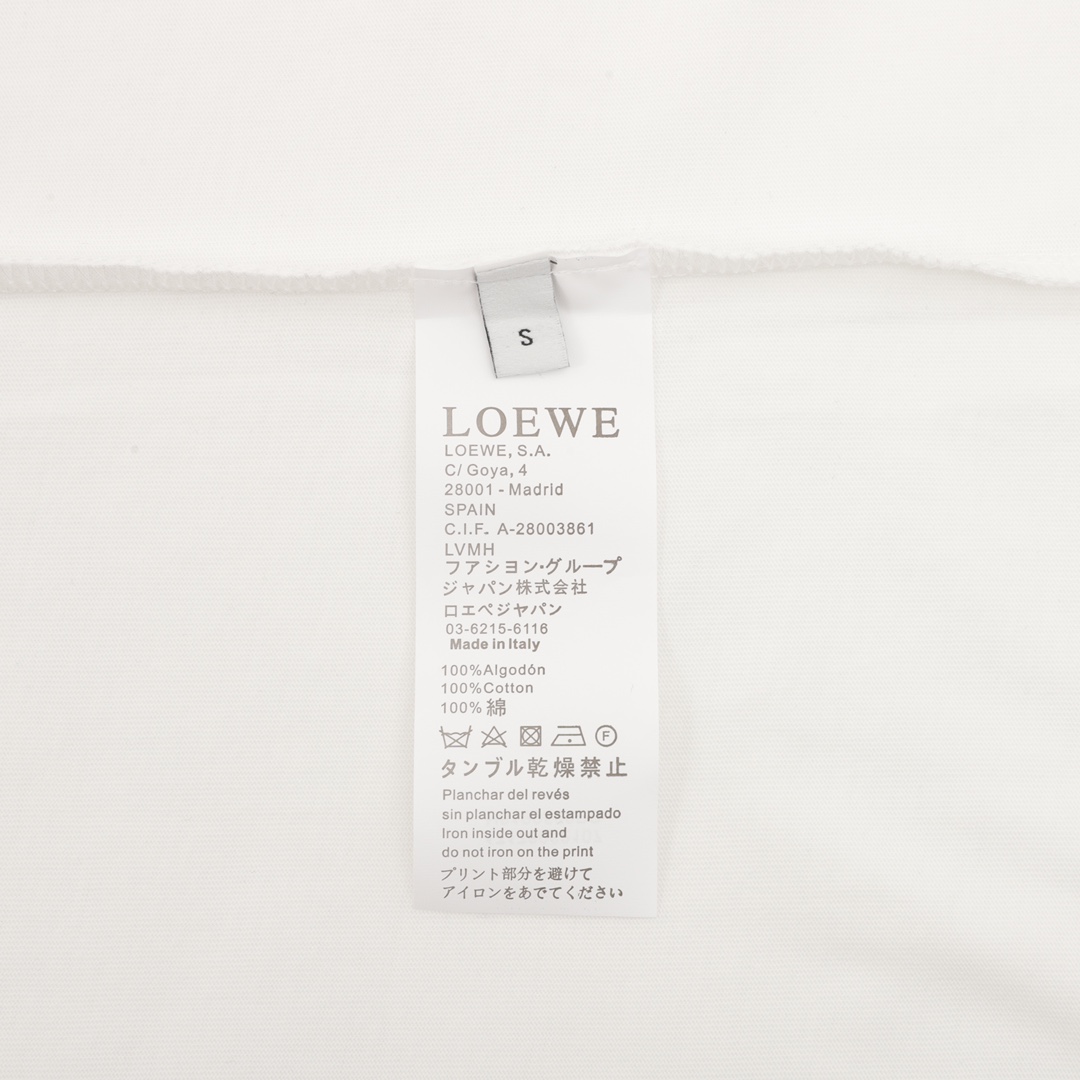 S
LOEWE
LOEWE, S.A.
C/ Goya, 4
28001 - Madrid
SPAIN
C.I.F. A-28003861
LVMH
フアシヨン·グループ
ジャパン株式会社
ロエペジヤパン
03-6215-6116
Made in Italy
100%Algodón
100%Cotton
100% 綿
F
タンブル乾燥禁止
Planchar del revés
sin planchar el estampado
Iron inside out and
do not iron on the print
プリント部分を避けて
アイロンをあでてください